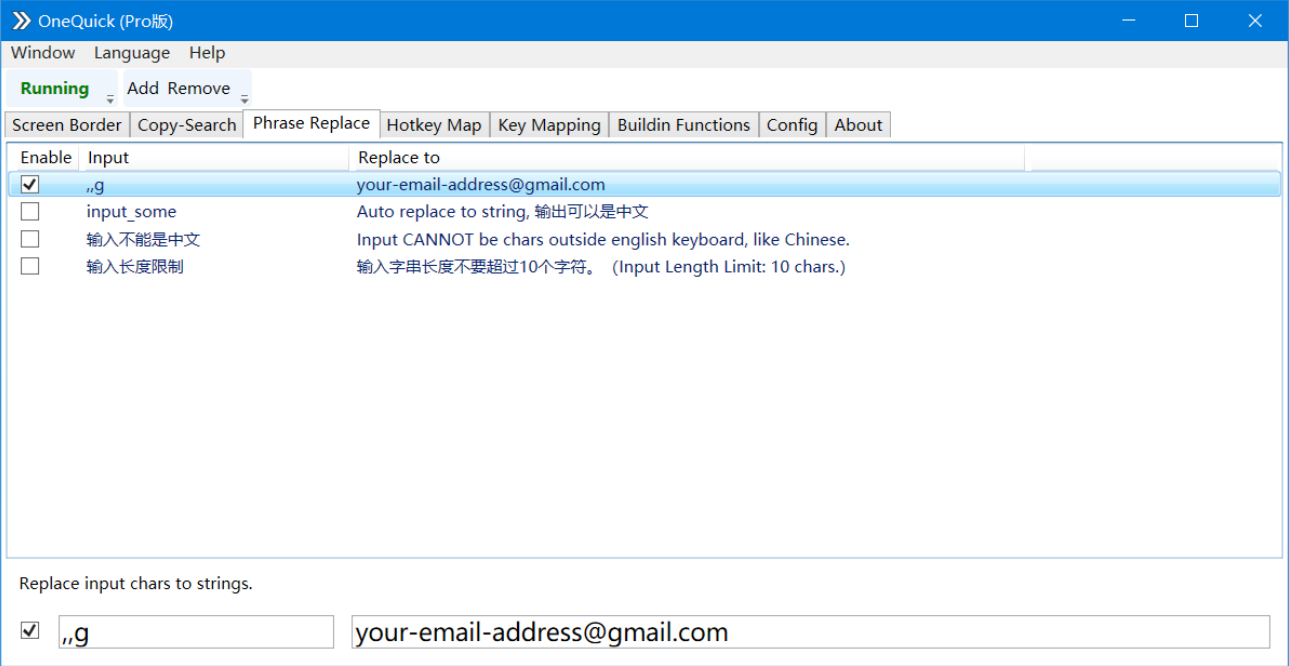 OneQuick (Pro版)
Window Language Help
Running Add Remove
Screen Border Copy-Search Phrase Replace Hotkey Map Key Mapping Buildin Functions Config About
Enable Input Replace to
,,g your-email-address@gmail.com
input_some Auto replace to string, 输出可以是中文
输入不能是中文 Input CANNOT be chars outside english keyboard, like Chinese.
输入长度限制 输入字串长度不要超过10个字符。 (Input Length Limit: 10 chars.)
Replace input chars to strings.
,,g your-email-address@gmail.com